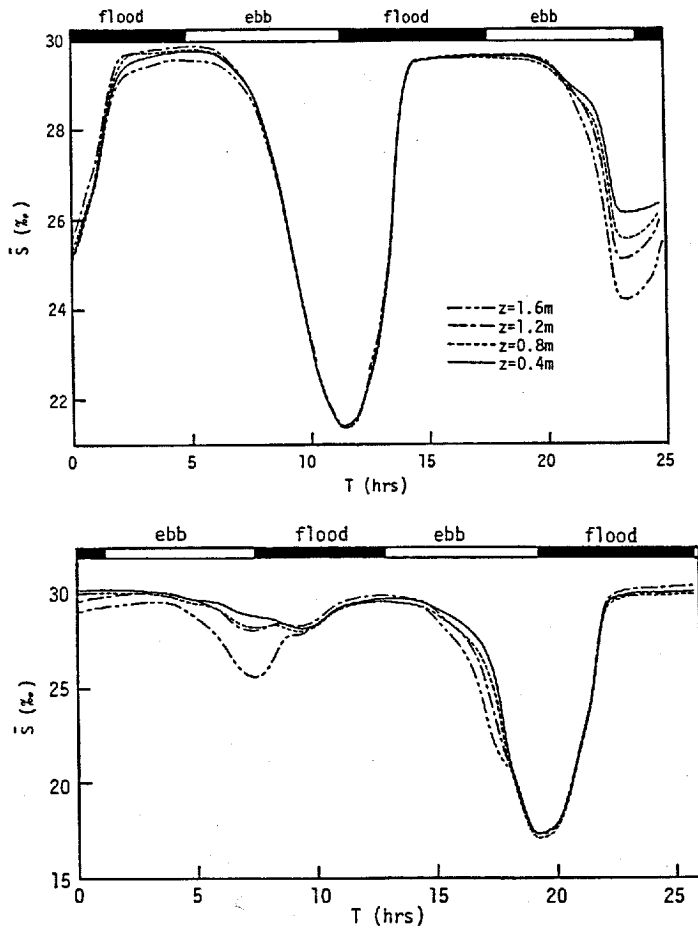 flood ebb flood ebb
30
28
26
24
22
S̄ (‰)
z=1.6m
z=1.2m
z=0.8m
z=0.4m
0 5 10 15 20 25
T (hrs)
ebb flood ebb flood
30
25
20
15
S̄ (‰)
0 5 10 15 20 25
T (hrs)